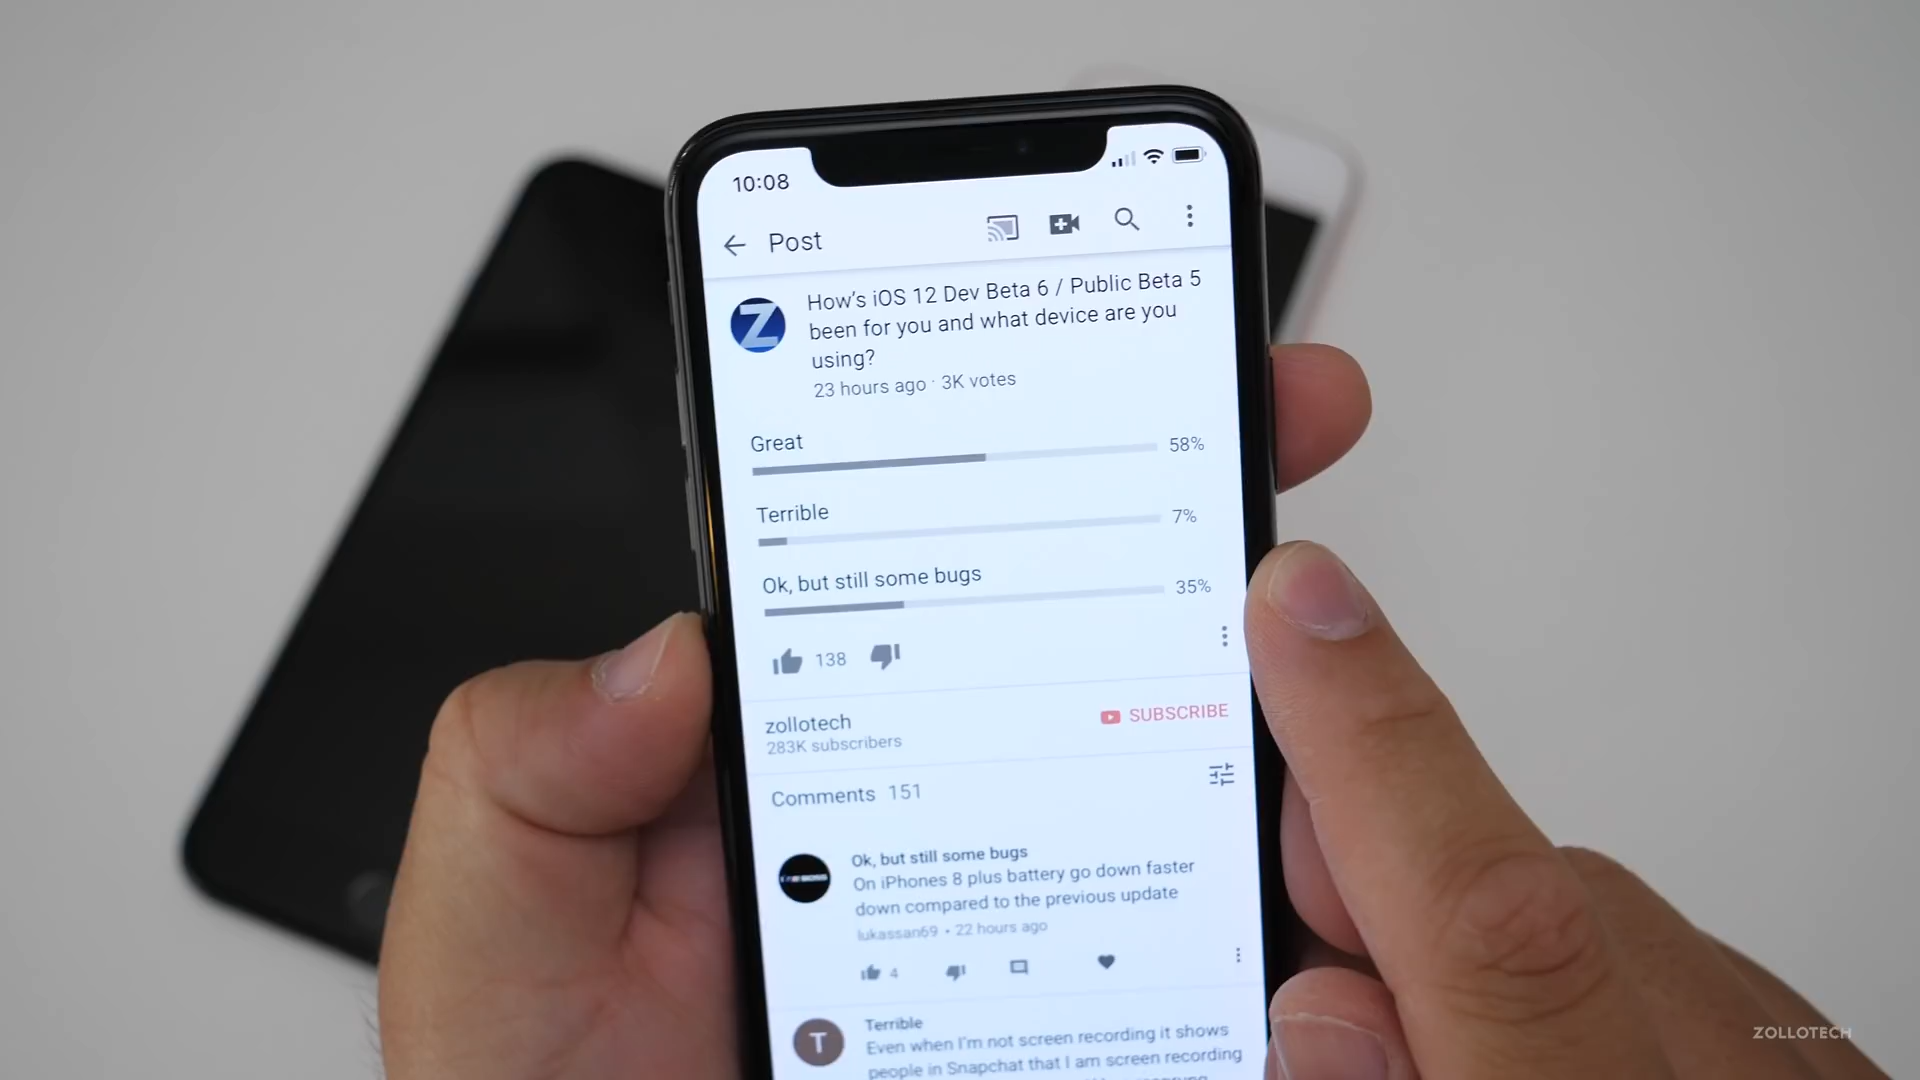 10:08
Post
Z
How's iOS 12 Dev Beta 6 / Public Beta 5
been for you and what device are you
using?
23 hours ago · 3K votes
Great
58%
Terrible
7%
Ok, but still some bugs
35%
138
zollotech
SUBSCRIBE
283K subscribers
Comments 151
Ok, but still some bugs
On iPhones 8 plus battery go down faster
down compared to the previous update
lukassan69 • 22 hours ago
4
T
Terrible
Even when I'm not screen recording it shows
people in Snapchat that I am screen recording
ZOLLOTECH